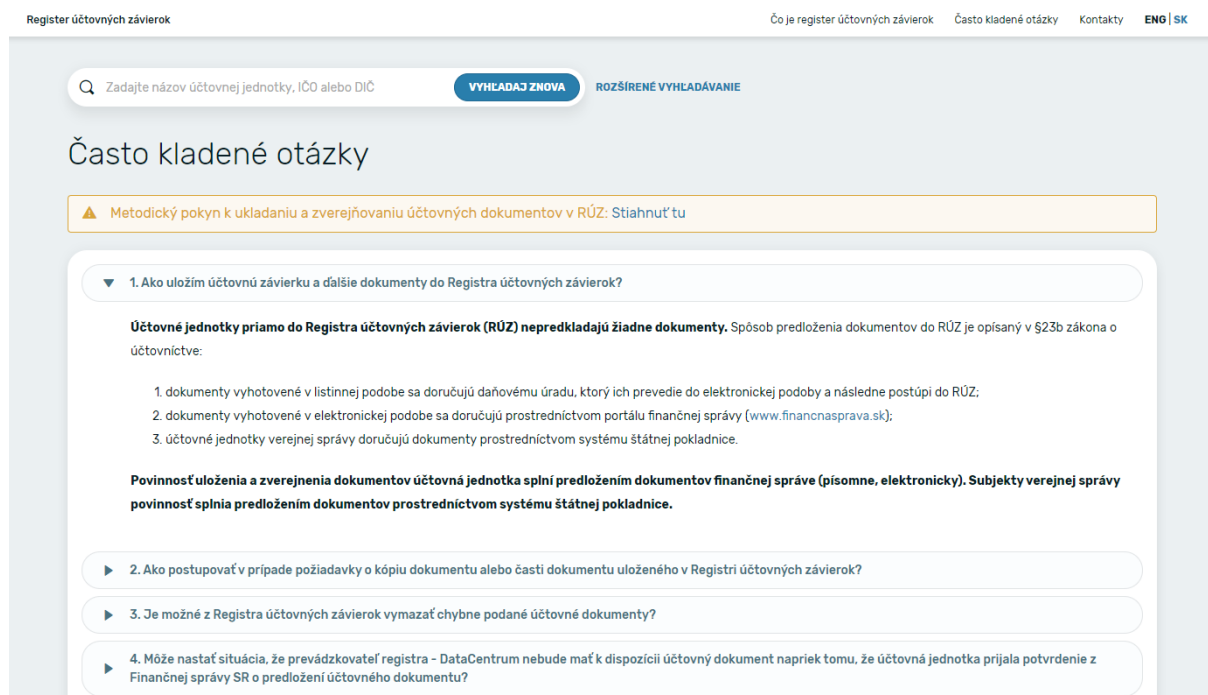 Register účtovných závierok
Čo je register účtovných závierok Často kladené otázky Kontakty ENG | SK
Zadajte názov účtovnej jednotky, IČO alebo DIČ VYHĽADAJ ZNOVA ROZŠÍRENÉ VYHĽADÁVANIE
Často kladené otázky
Metodický pokyn k ukladaniu a zverejňovaniu účtovných dokumentov v RÚZ: Stiahnuť tu
1. Ako uložím účtovnú závierku a ďalšie dokumenty do Registra účtovných závierok?
Účtovné jednotky priamo do Registra účtovných závierok (RÚZ) nepredkladajú žiadne dokumenty. Spôsob predloženia dokumentov do RÚZ je opísaný v §23b zákona o
účtovníctve:
1. dokumenty vyhotovené v listinnej podobe sa doručujú daňovému úradu, ktorý ich prevedie do elektronickej podoby a následne postúpi do RÚZ;
2. dokumenty vyhotovené v elektronickej podobe sa doručujú prostredníctvom portálu finančnej správy (www.financnasprava.sk);
3. účtovné jednotky verejnej správy doručujú dokumenty prostredníctvom systému štátnej pokladnice.
Povinnosť uloženia a zverejnenia dokumentov účtovná jednotka splní predložením dokumentov finančnej správe (písomne, elektronicky). Subjekty verejnej správy
povinnosť splnia predložením dokumentov prostredníctvom systému štátnej pokladnice.
2. Ako postupovať v prípade požiadavky o kópiu dokumentu alebo časti dokumentu uloženého v Registri účtovných závierok?
3. Je možné z Registra účtovných závierok vymazať chybne podané účtovné dokumenty?
4. Môže nastať situácia, že prevádzkovateľ registra - DataCentrum nebude mať k dispozícii účtovný dokument napriek tomu, že účtovná jednotka prijala potvrdenie z
Finančnej správy SR o predložení účtovného dokumentu?